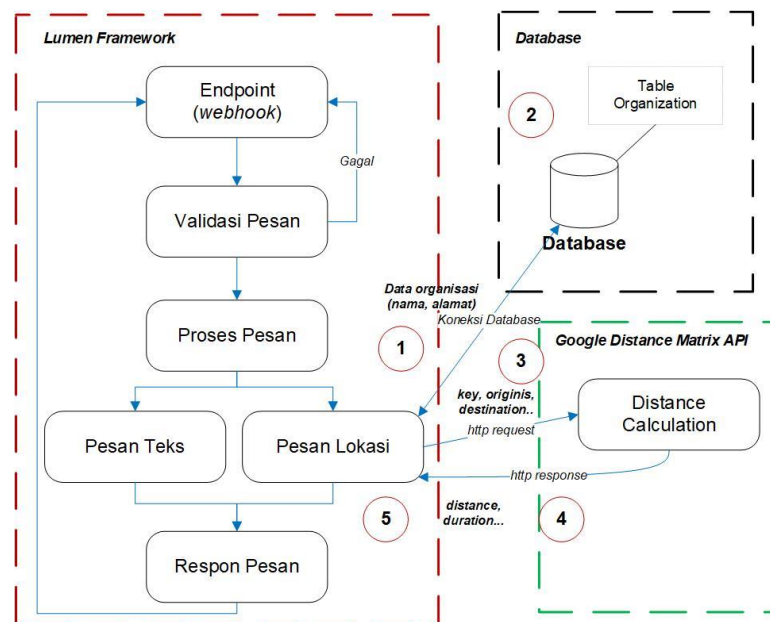 Lumen Framework
Endpoint
(webhook)
Gagal
Validasi Pesan
Proses Pesan
Pesan Teks
Pesan Lokasi
Respon Pesan
1
5
Database
2
Table
Organization
Database
Data organisasi
(nama, alamat)
Koneksi Database
3
Google Distance Matrix API
key, originis,
destination..
http request
Distance
Calculation
http response
distance,
duration...
4